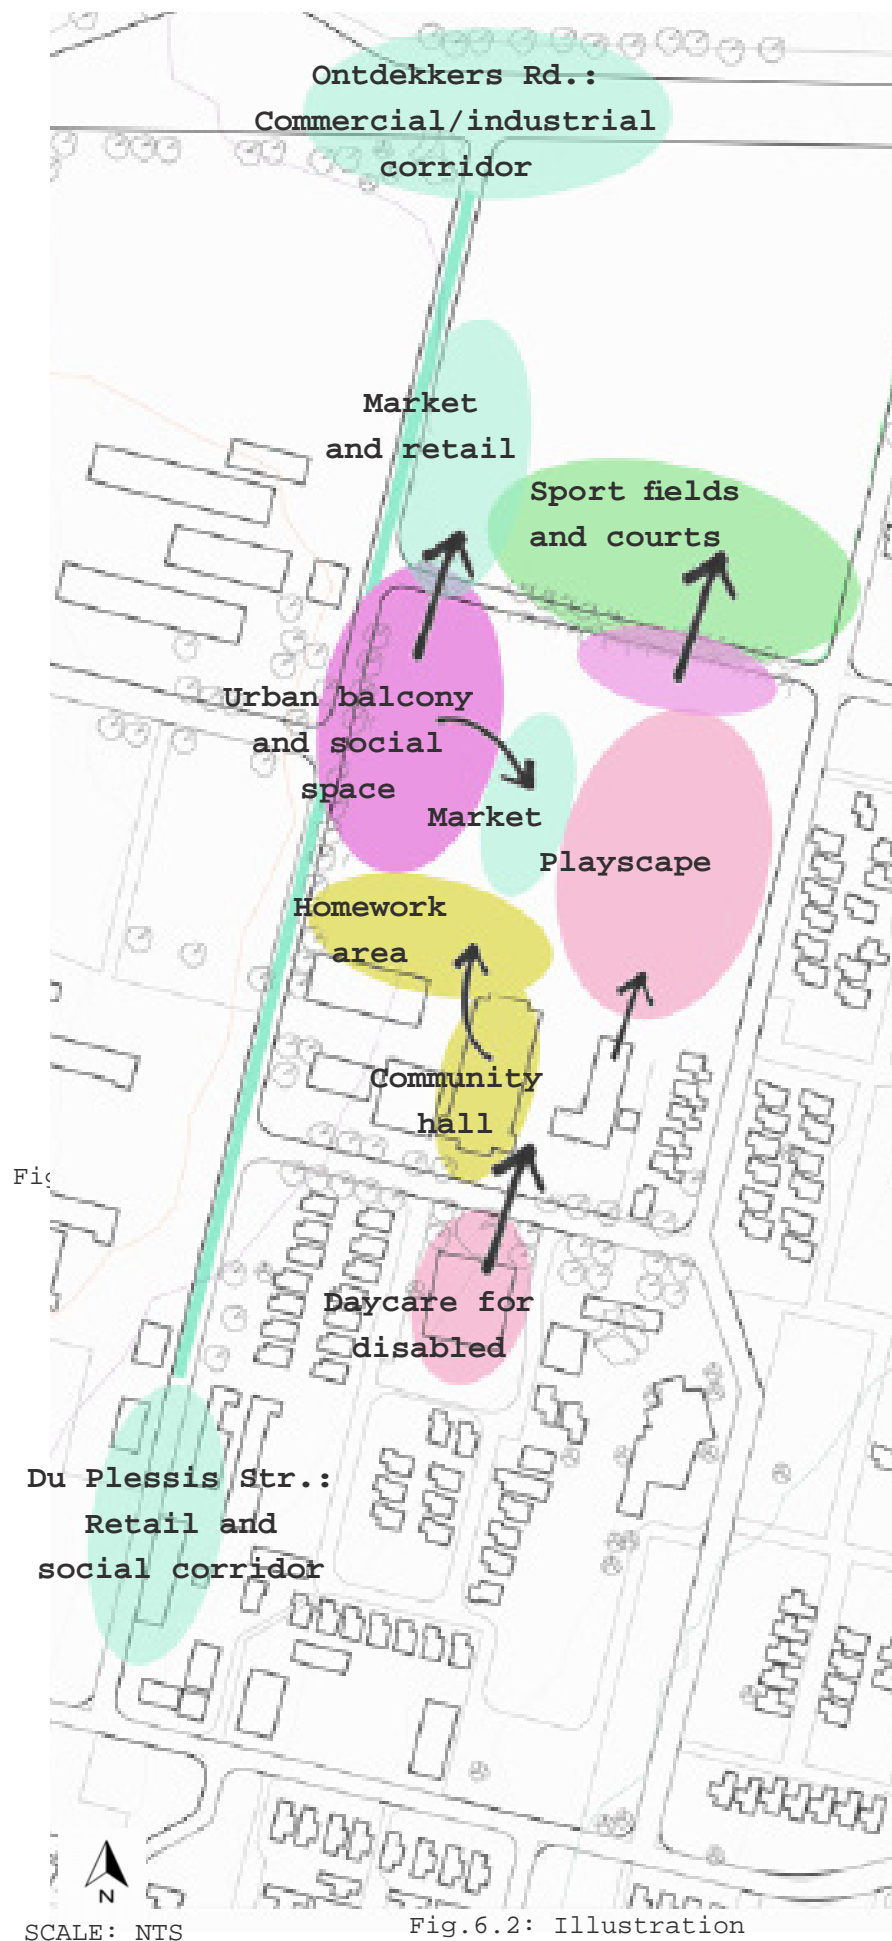 Ontdekkers Rd.:
Commercial/industrial
corridor
Market
and retail
Sport fields
and courts
Urban balcony
and social
space
Market
Playscape
Homework
area
Community
hall
Fig
Daycare for
disabled
Du Plessis Str.:
Retail and
social corridor
N
SCALE: NTS
Fig.6.2: Illustration